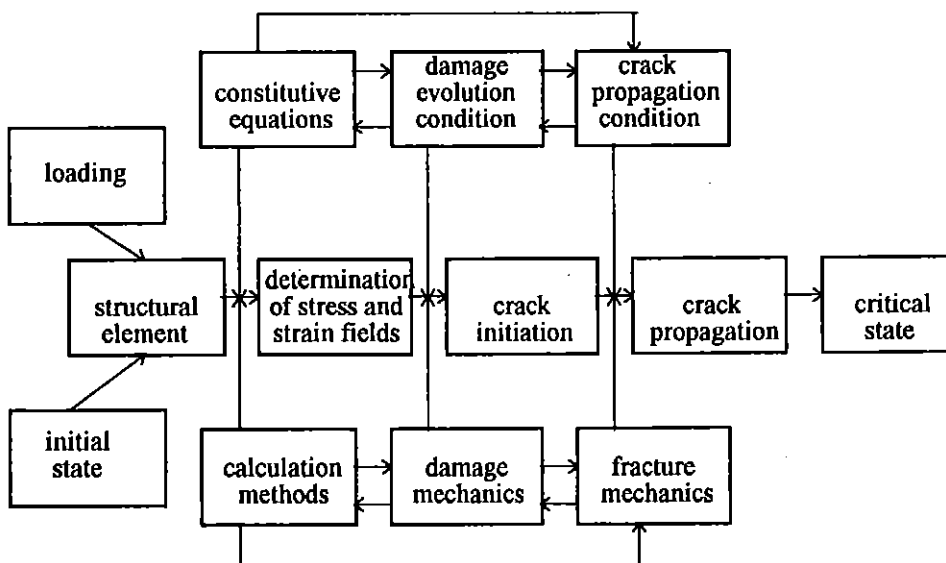 constitutive
equations
damage
evolution
condition
crack
propagation
condition
loading
structural
element
determination
of stress and
strain fields
crack
initiation
crack
propagation
critical
state
initial
state
calculation
methods
damage
mechanics
fracture
mechanics